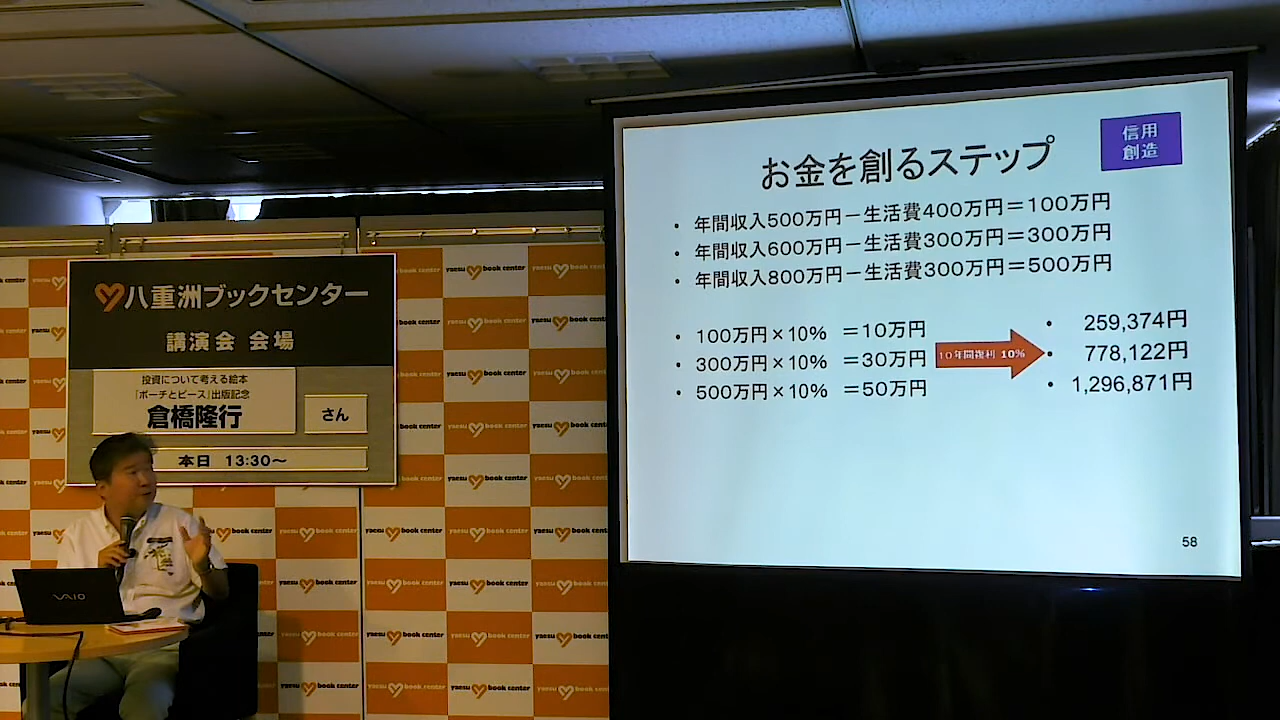 八重洲ブックセンター
講演会 会場
投資について考える絵本
『ポーチとピース』出版記念
倉橋隆行
さん
本日 13:30～
yaesu book center
VAIO
信用
創造
お金を創るステップ
・ 年間収入500万円－生活費400万円＝100万円
・ 年間収入600万円－生活費300万円＝300万円
・ 年間収入800万円－生活費300万円＝500万円
・ 100万円×10% ＝10万円
・ 300万円×10% ＝30万円
・ 500万円×10% ＝50万円
10年間複利 10%
・ 259,374円
・ 778,122円
・ 1,296,871円
58